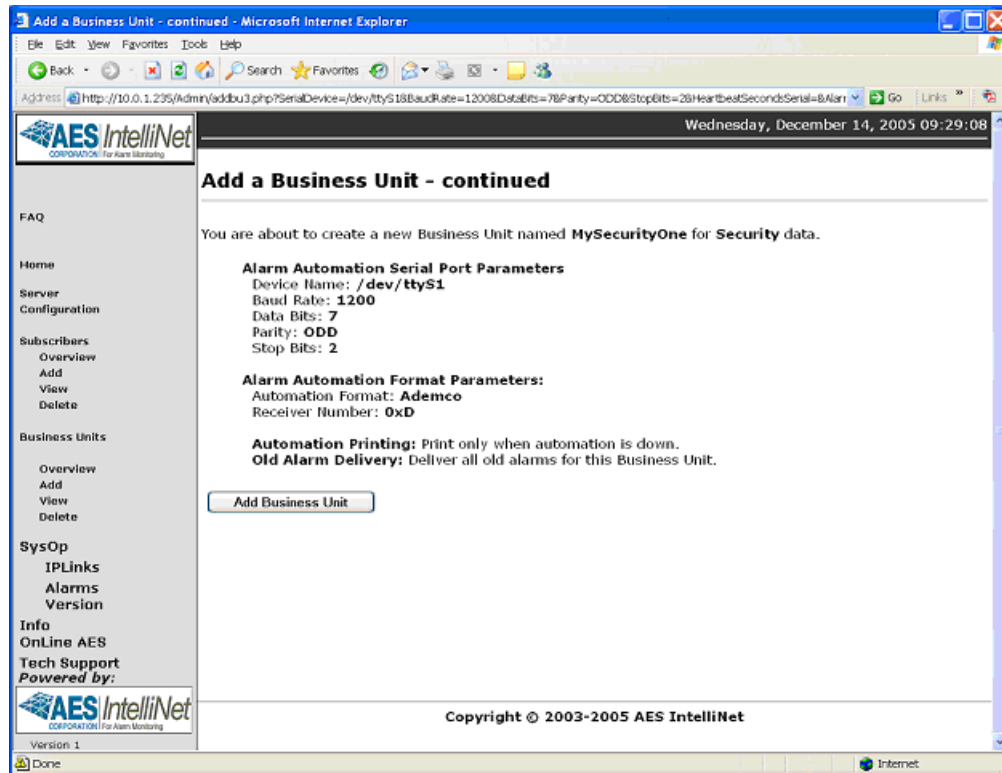 Add a Business Unit - continued - Microsoft Internet Explorer
File Edit View Favorites Tools Help
Back Search Favorites
Address http://10.0.1.235/Admin/addbu3.php?SerialDevice=/dev/ttyS1&BaudRate=1200&DataBits=7&Parity=ODD&StopBits=2&HeartbeatSecondsSerial=&Alarr Go Links »
AES IntelliNet
CORPORATION For Alarm Monitoring
Wednesday, December 14, 2005 09:29:08
Add a Business Unit - continued
FAQ
You are about to create a new Business Unit named MySecurityOne for Security data.
Home
Server
Configuration
Subscribers
Overview
Add
View
Delete
Business Units
Overview
Add
View
Delete
SysOp
IPLinks
Alarms
Version
Info
OnLine AES
Tech Support
Powered by:
AES IntelliNet
CORPORATION For Alarm Monitoring
Version 1
Alarm Automation Serial Port Parameters
Device Name: /dev/ttyS1
Baud Rate: 1200
Data Bits: 7
Parity: ODD
Stop Bits: 2
Alarm Automation Format Parameters:
Automation Format: Ademco
Receiver Number: 0xD
Automation Printing: Print only when automation is down.
Old Alarm Delivery: Deliver all old alarms for this Business Unit.
Add Business Unit
Copyright © 2003-2005 AES IntelliNet
Done
Internet